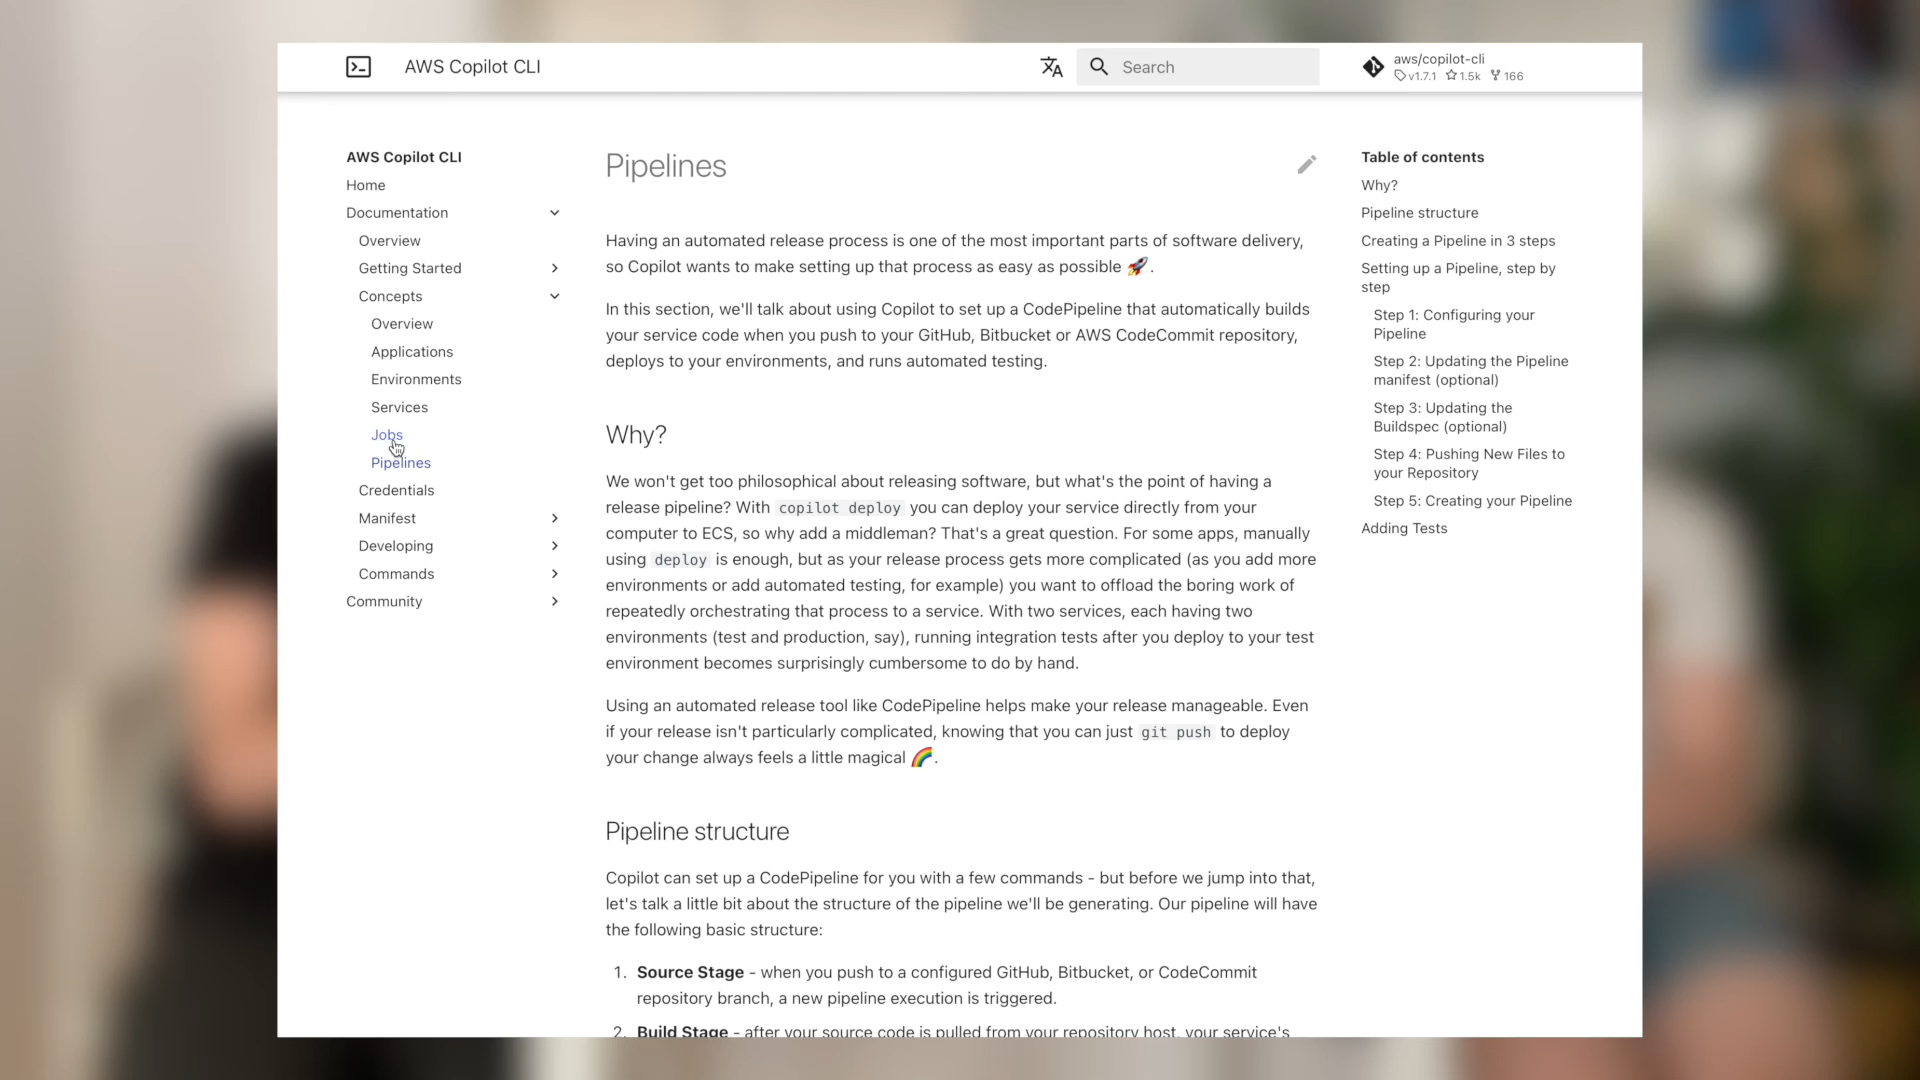 AWS Copilot CLI
Search
aws/copilot-cli
v1.7.1 1.5k 166
AWS Copilot CLI
Home
Documentation
Overview
Getting Started
Concepts
Overview
Applications
Environments
Services
Jobs
Pipelines
Credentials
Manifest
Developing
Commands
Community
Pipelines
Having an automated release process is one of the most important parts of software delivery,
so Copilot wants to make setting up that process as easy as possible 🚀.
In this section, we'll talk about using Copilot to set up a CodePipeline that automatically builds
your service code when you push to your GitHub, Bitbucket or AWS CodeCommit repository,
deploys to your environments, and runs automated testing.
Why?
We won't get too philosophical about releasing software, but what's the point of having a
release pipeline? With copilot deploy you can deploy your service directly from your
computer to ECS, so why add a middleman? That's a great question. For some apps, manually
using deploy is enough, but as your release process gets more complicated (as you add more
environments or add automated testing, for example) you want to offload the boring work of
repeatedly orchestrating that process to a service. With two services, each having two
environments (test and production, say), running integration tests after you deploy to your test
environment becomes surprisingly cumbersome to do by hand.
Using an automated release tool like CodePipeline helps make your release manageable. Even
if your release isn't particularly complicated, knowing that you can just git push to deploy
your change always feels a little magical 🌈.
Pipeline structure
Copilot can set up a CodePipeline for you with a few commands - but before we jump into that,
let's talk a little bit about the structure of the pipeline we'll be generating. Our pipeline will have
the following basic structure:
1. Source Stage - when you push to a configured GitHub, Bitbucket, or CodeCommit
repository branch, a new pipeline execution is triggered.
2. Build Stage - after your source code is pulled from your repository host, your service's
Table of contents
Why?
Pipeline structure
Creating a Pipeline in 3 steps
Setting up a Pipeline, step by
step
Step 1: Configuring your
Pipeline
Step 2: Updating the Pipeline
manifest (optional)
Step 3: Updating the
Buildspec (optional)
Step 4: Pushing New Files to
your Repository
Step 5: Creating your Pipeline
Adding Tests